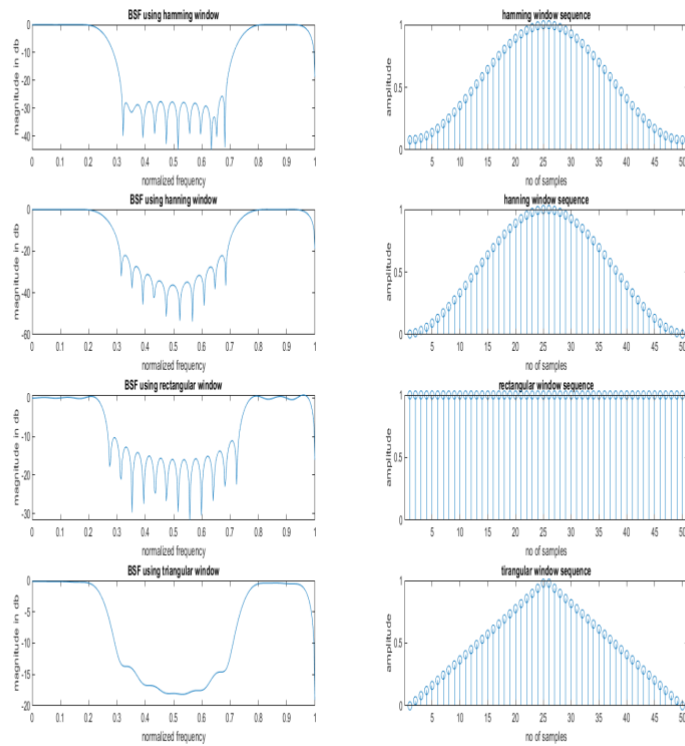 BSF using hamming window
magnitude in db
0
-10
-20
-30
-40
0 0.1 0.2 0.3 0.4 0.5 0.6 0.7 0.8 0.9 1
normalized frequency
hamming window sequence
amplitude
1
0.5
0
5 10 15 20 25 30 35 40 45 50
no of samples
BSF using hanning window
magnitude in db
0
-20
-40
-60
0 0.1 0.2 0.3 0.4 0.5 0.6 0.7 0.8 0.9 1
normalized frequency
hanning window sequence
amplitude
1
0.5
0
5 10 15 20 25 30 35 40 45 50
no of samples
BSF using rectangular window
magnitude in db
0
-10
-20
-30
0 0.1 0.2 0.3 0.4 0.5 0.6 0.7 0.8 0.9 1
normalized frequency
rectangular window sequence
amplitude
1
0.5
0
5 10 15 20 25 30 35 40 45 50
no of samples
BSF using triangular window
magnitude in db
0
-5
-10
-15
-20
0 0.1 0.2 0.3 0.4 0.5 0.6 0.7 0.8 0.9 1
normalized frequency
tirangular window sequence
amplitude
1
0.5
0
5 10 15 20 25 30 35 40 45 50
no of samples